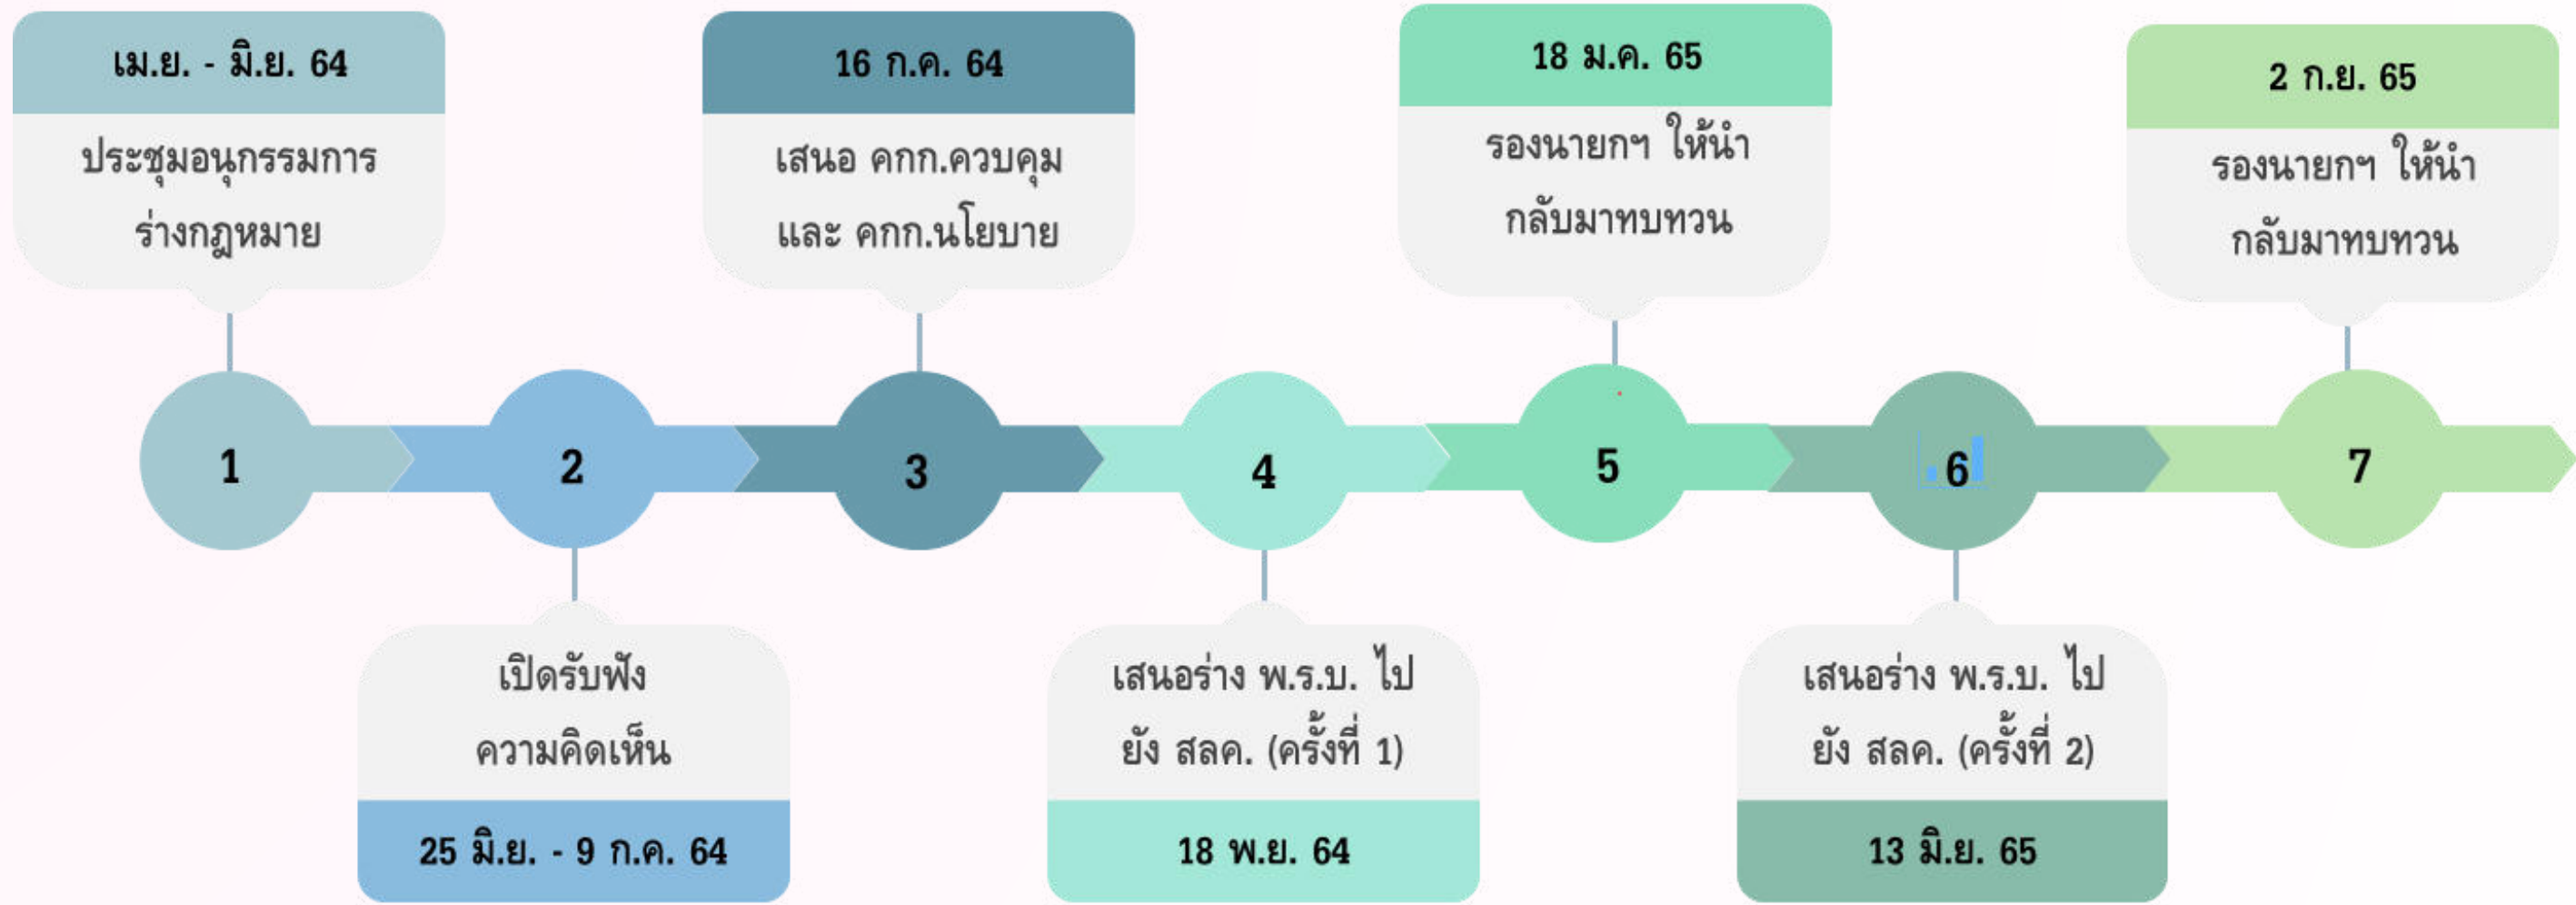 เม.ย. - มิ.ย. 64
ประชุมอนุกรรมการ
ร่างกฎหมาย
1
2
เปิดรับฟัง
ความคิดเห็น
25 มิ.ย. - 9 ก.ค. 64
16 ก.ค. 64
เสนอ คกก.ควบคุม
และ คกก.นโยบาย
3
4
เสนอร่าง พ.ร.บ. ไป
ยัง สลค. (ครั้งที่ 1)
18 พ.ย. 64
18 ม.ค. 65
รองนายกฯ ให้นำ
กลับมาทบทวน
5
6
เสนอร่าง พ.ร.บ. ไป
ยัง สลค. (ครั้งที่ 2)
13 มิ.ย. 65
2 ก.ย. 65
รองนายกฯ ให้นำ
กลับมาทบทวน
7